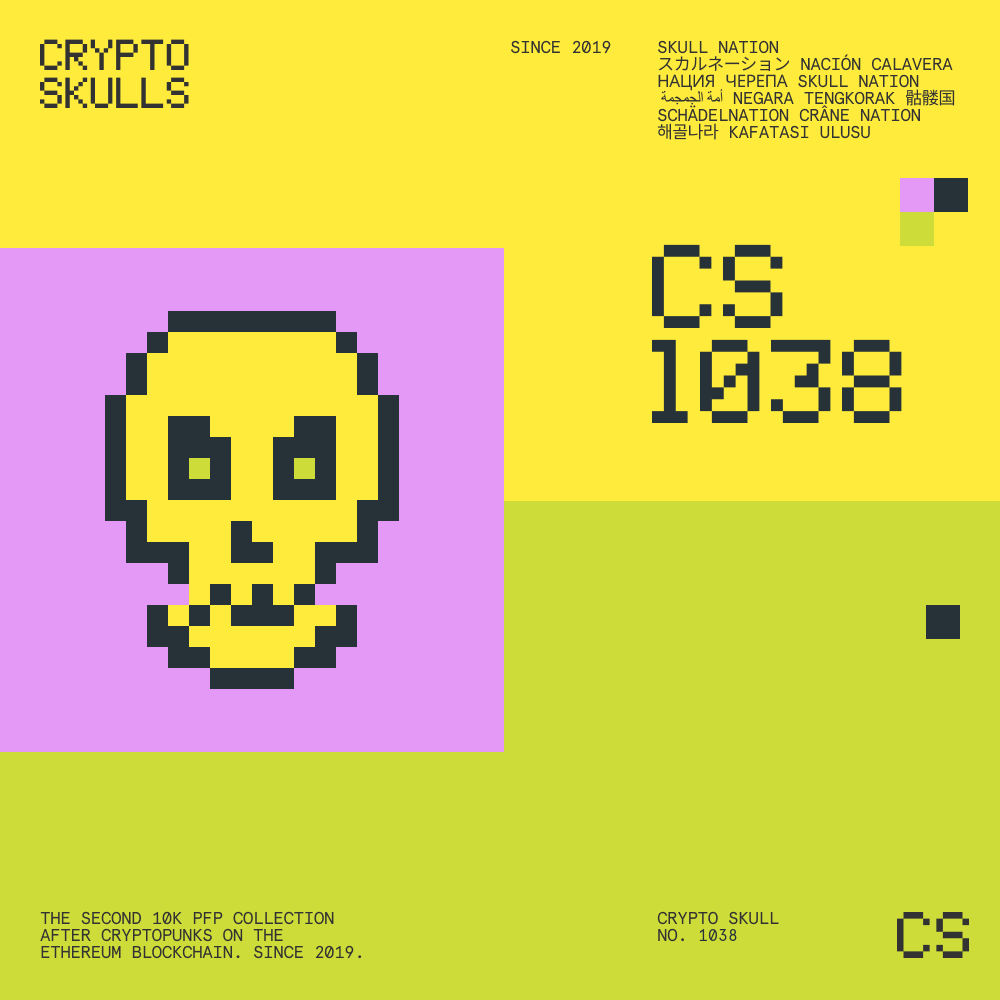 CRYPTO
SKULLS
SINCE 2019
SKULL NATION
スカルネーション NACIÓN CALAVERA
НАЦИЯ ЧЕРЕПА SKULL NATION
أمة الجمجمة NEGARA TENGKORAK 骷髅国
SCHÄDELNATION CRÂNE NATION
해골나라 KAFATASI ULUSU
CS
1038
THE SECOND 10K PFP COLLECTION
AFTER CRYPTOPUNKS ON THE
ETHEREUM BLOCKCHAIN. SINCE 2019.
CRYPTO SKULL
NO. 1038
CS